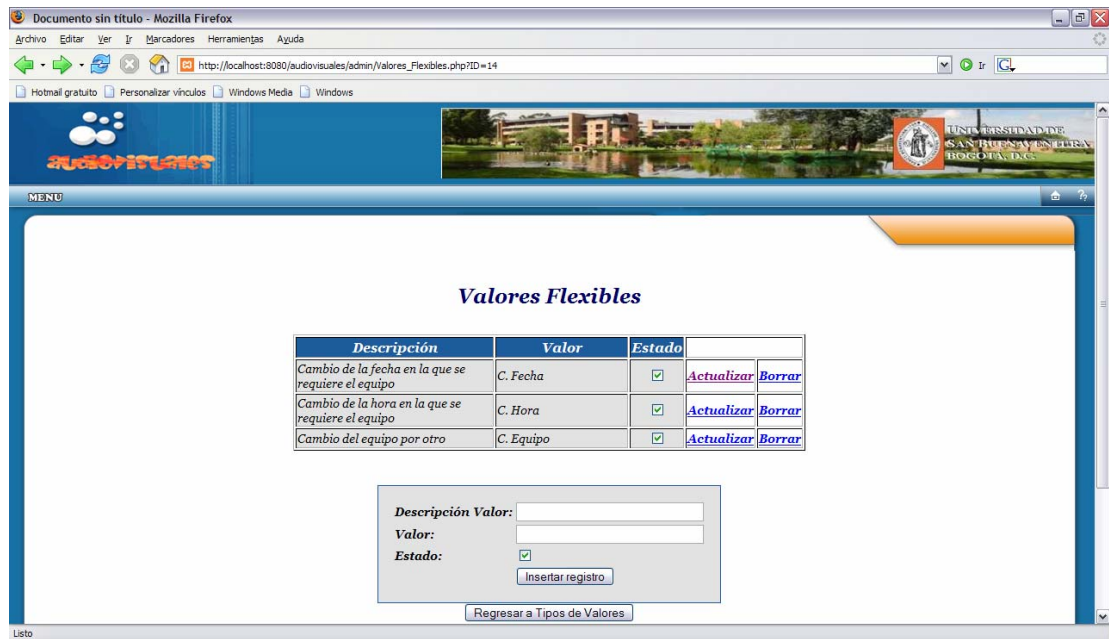 Documento sin título - Mozilla Firefox
Archivo Editar Ver Ir Marcadores Herramientas Ayuda
http://localhost:8080/audiovisuales/admin/Valores_Flexibles.php?ID=14
Ir
Hotmail gratuito Personalizar vínculos Windows Media Windows
audiovisuales
UNIVERSIDAD DE
SAN BUENAVENTURA
BOGOTÁ, D.C.
MENU
Valores Flexibles
Descripción Valor Estado
Cambio de la fecha en la que se
requiere el equipo C. Fecha Actualizar Borrar
Cambio de la hora en la que se
requiere el equipo C. Hora Actualizar Borrar
Cambio del equipo por otro C. Equipo Actualizar Borrar
Descripción Valor:
Valor:
Estado:
Insertar registro
Regresar a Tipos de Valores
Listo